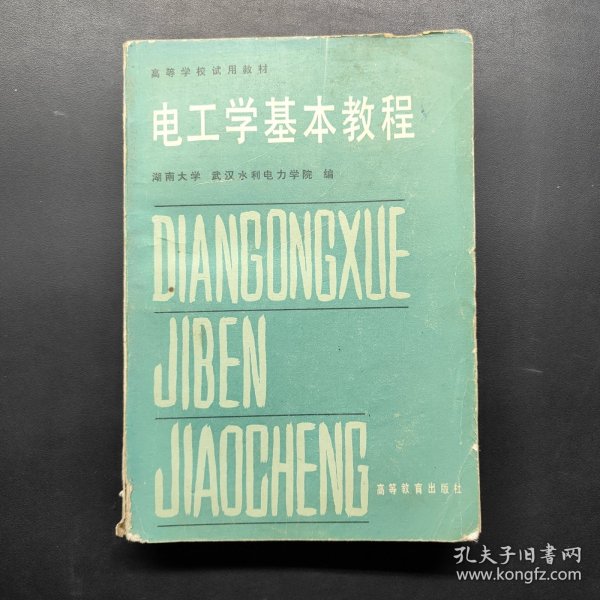 高等学校试用教材
电工学基本教程
湖南大学 武汉水利电力学院 编
DIANGONGXUE
JIBEN
JIAOCHENG
高等教育出版社
孔夫子旧书网
www.kongfz.com